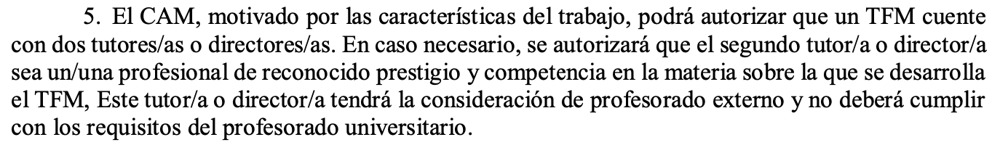 5. El CAM, motivado por las características del trabajo, podrá autorizar que un TFM cuente
con dos tutores/as o directores/as. En caso necesario, se autorizará que el segundo tutor/a o director/a
sea un/una profesional de reconocido prestigio y competencia en la materia sobre la que se desarrolla
el TFM, Este tutor/a o director/a tendrá la consideración de profesorado externo y no deberá cumplir
con los requisitos del profesorado universitario.